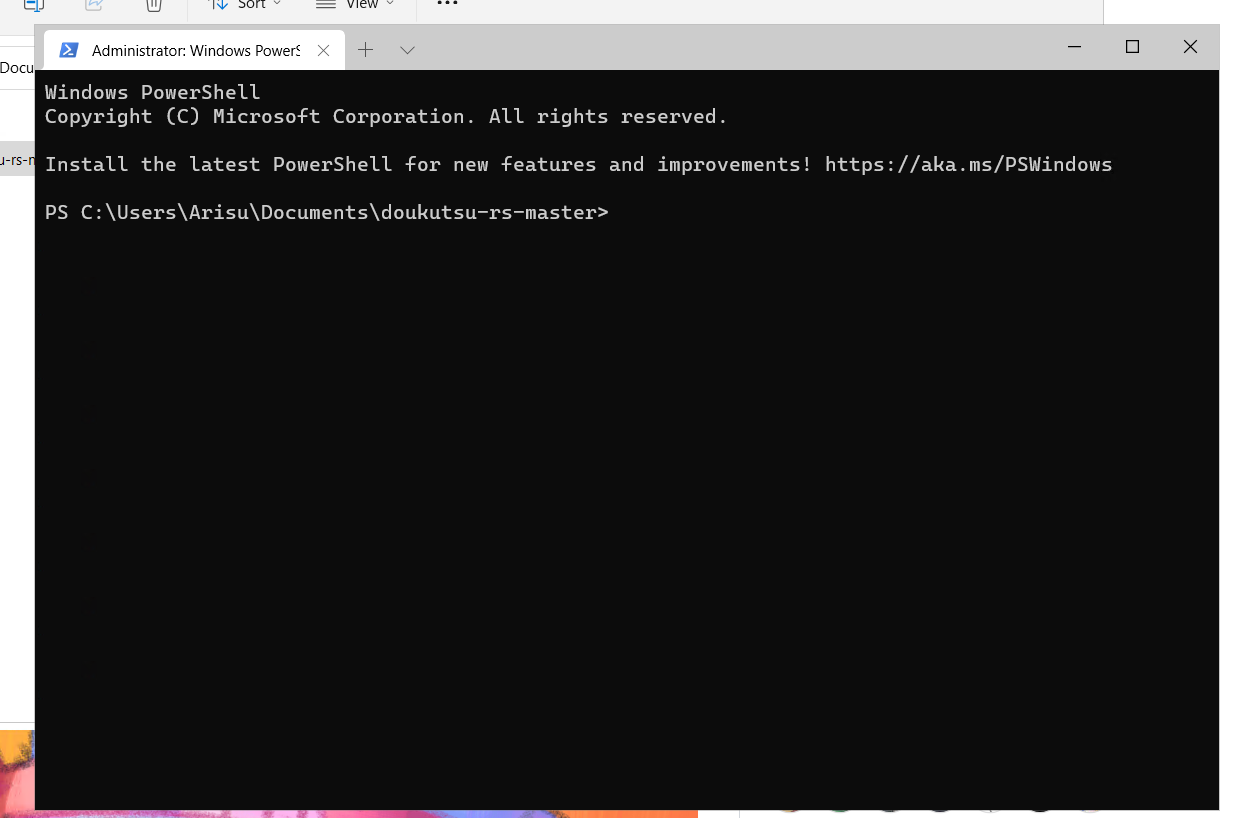 Sort
View
Administrator: Windows PowerS
Docu
Windows PowerShell
Copyright (C) Microsoft Corporation. All rights reserved.
u-rs-m
Install the latest PowerShell for new features and improvements! https://aka.ms/PSWindows
PS C:\Users\Arisu\Documents\doukutsu-rs-master>